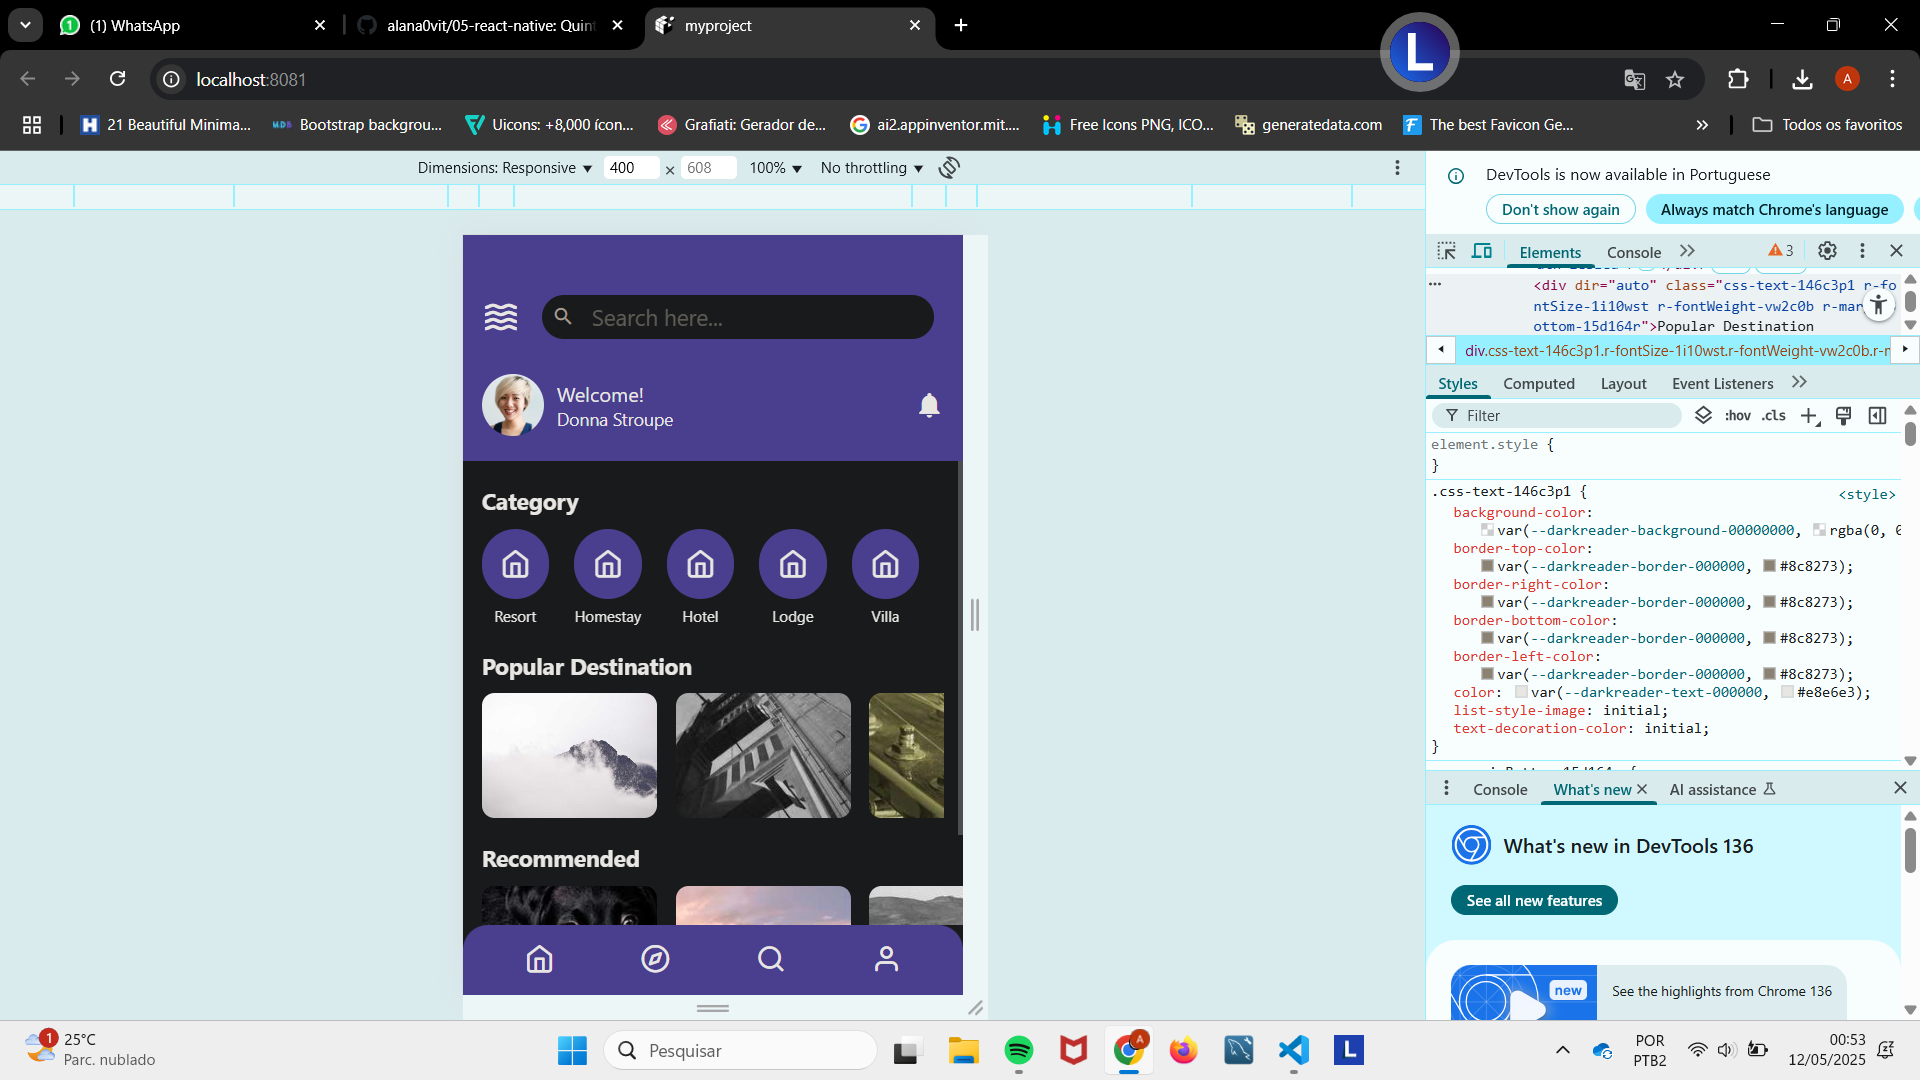 (1) WhatsApp
alana0vit/05-react-native: Quint
myproject
L
localhost:8081
A
21 Beautiful Minima...
Bootstrap backgrou...
Uicons: +8,000 ícon...
Grafiati: Gerador de...
ai2.appinventor.mit....
Free Icons PNG, ICO...
generatedata.com
The best Favicon Ge...
»
Todos os favoritos
Dimensions: Responsive
400
×
608
100%
No throttling
DevTools is now available in Portuguese
Don't show again
Always match Chrome's language
Elements
Console
3
<div dir="auto" class="css-text-146c3p1 r-fo
ntSize-1i10wst r-fontWeight-vw2c0b r-mar
ottom-15d164r">Popular Destination
div.css-text-146c3p1.r-fontSize-1i10wst.r-fontWeight-vw2c0b.r-m
Styles
Computed
Layout
Event Listeners
Filter
:hov
.cls
element.style {
}
.css-text-146c3p1 {
<style>
background-color:
var(--darkreader-background-00000000, rgba(0, 0
border-top-color:
var(--darkreader-border-000000, #8c8273);
border-right-color:
var(--darkreader-border-000000, #8c8273);
border-bottom-color:
var(--darkreader-border-000000, #8c8273);
border-left-color:
var(--darkreader-border-000000, #8c8273);
color: var(--darkreader-text-000000, #e8e6e3);
list-style-image: initial;
text-decoration-color: initial;
}
Console
What's new
AI assistance
What's new in DevTools 136
See all new features
new
See the highlights from Chrome 136
Search here...
Welcome!
Donna Stroupe
Category
Resort
Homestay
Hotel
Lodge
Villa
Popular Destination
Recommended
1
25°C
Parc. nublado
Pesquisar
A
L
POR
PTB2
00:53
12/05/2025